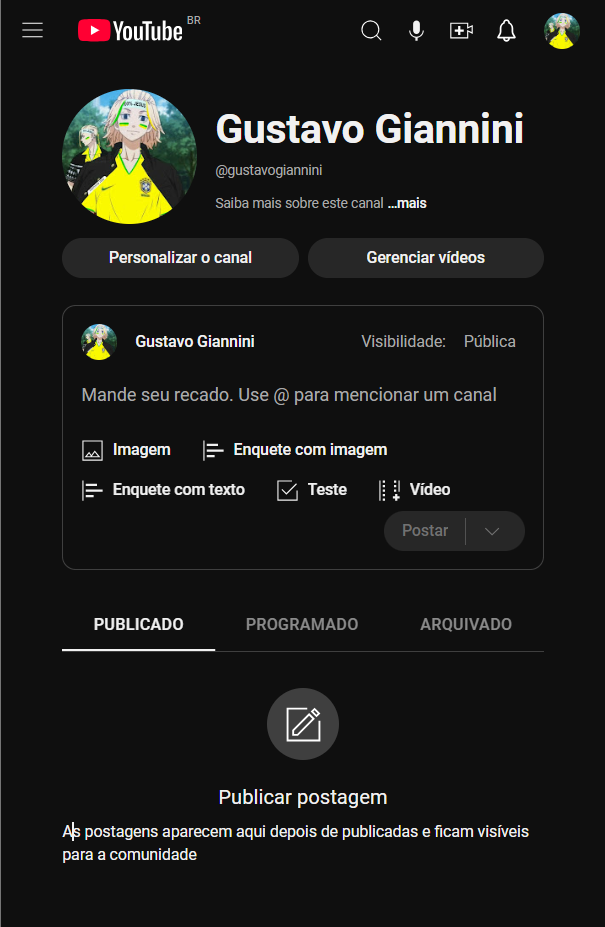 YouTube BR
Gustavo Giannini
@gustavogiannini
Saiba mais sobre este canal ...mais
Personalizar o canal
Gerenciar vídeos
Gustavo Giannini
Visibilidade: Pública
Mande seu recado. Use @ para mencionar um canal
Imagem
Enquete com imagem
Enquete com texto
Teste
Vídeo
Postar
PUBLICADO
PROGRAMADO
ARQUIVADO
Publicar postagem
As postagens aparecem aqui depois de publicadas e ficam visíveis
para a comunidade